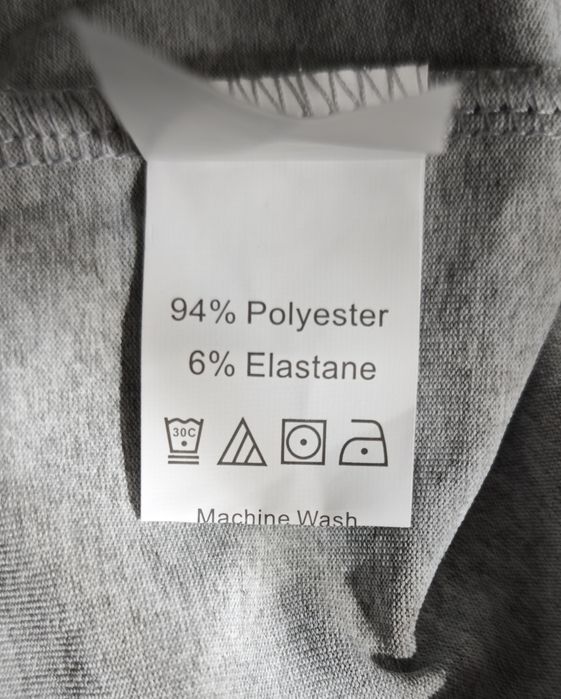 94% Polyester
6% Elastane
30C
Machine Wash